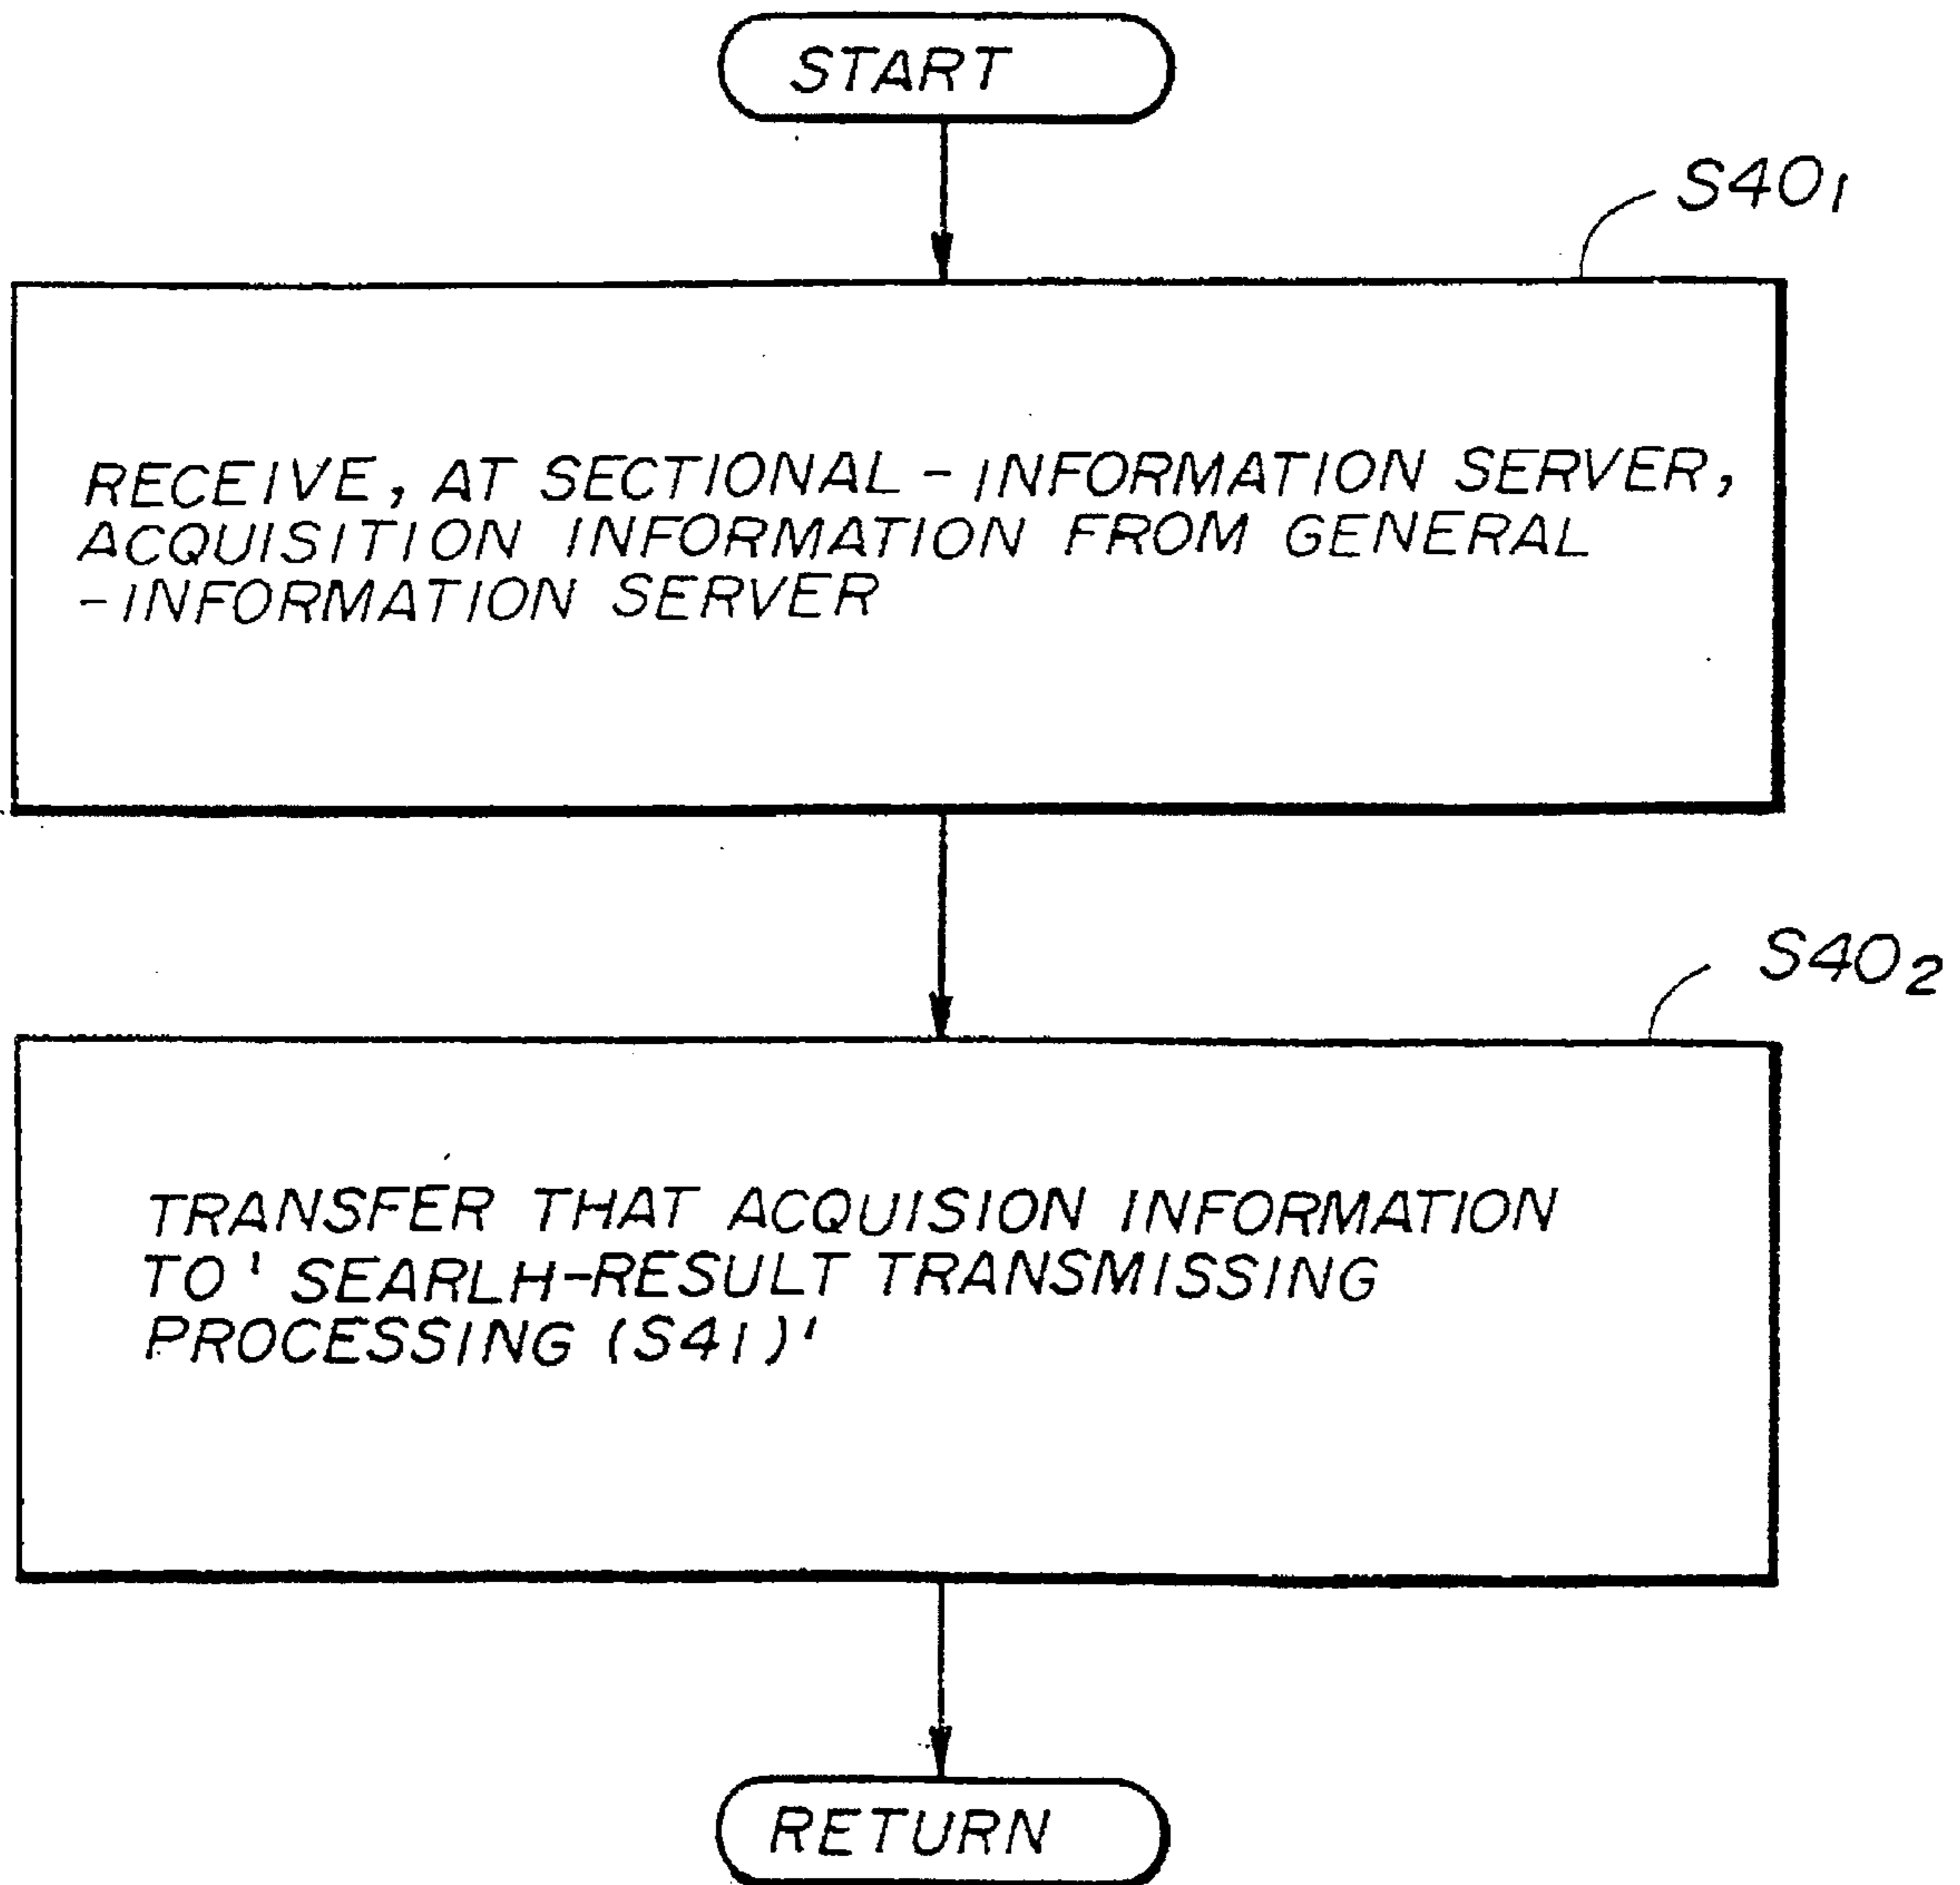 START
S40₁
RECEIVE, AT SECTIONAL-INFORMATION SERVER,
ACQUISITION INFORMATION FROM GENERAL
-INFORMATION SERVER
S40₂
TRANSFER THAT ACQUISION INFORMATION
TO ' SEARLH-RESULT TRANSMISSING
PROCESSING (S41)'
RETURN